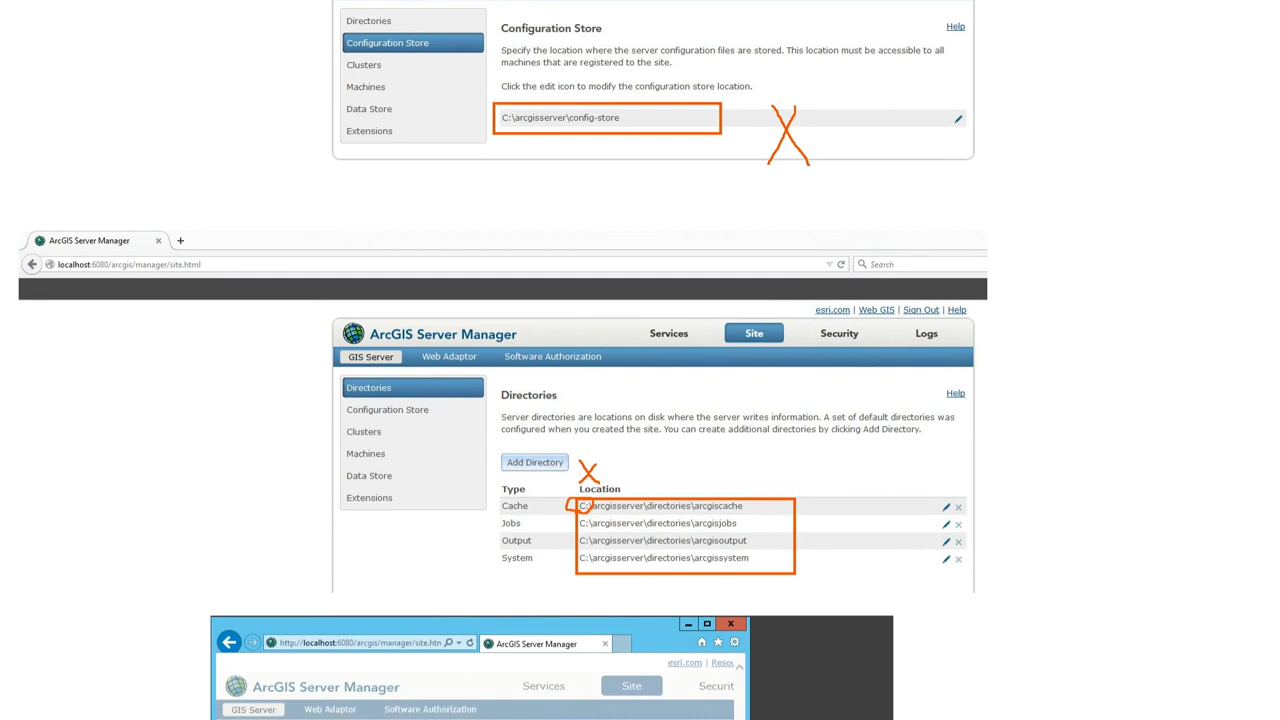 Directories
Configuration Store
Help
Configuration Store
Specify the location where the server configuration files are stored. This location must be accessible to all
Clusters
machines that are registered to the site.
Machines
Click the edit icon to modify the configuration store location.
Data Store
C:\arcgisserver\config-store
Extensions
ArcGIS Server Manager
localhost:6080/arcgis/manager/site.html
Search
esri.com | Web GIS | Sign Out | Help
ArcGIS Server Manager
Services
Site
Security
Logs
GIS Server
Web Adaptor
Software Authorization
Directories
Directories
Help
Configuration Store
Server directories are locations on disk where the server writes information. A set of default directories was
Clusters
configured when you created the site. You can create additional directories by clicking Add Directory.
Machines
Add Directory
Data Store
Type Location
Extensions
Cache C:\arcgisserver\directories\arcgiscache
Jobs C:\arcgisserver\directories\arcgisjobs
Output C:\arcgisserver\directories\arcgisoutput
System C:\arcgisserver\directories\arcgissystem
http://localhost:6080/arcgis/manager/site.htn
ArcGIS Server Manager
esri.com | Resou
ArcGIS Server Manager
Services
Site
Securit
GIS Server
Web Adaptor
Software Authorization